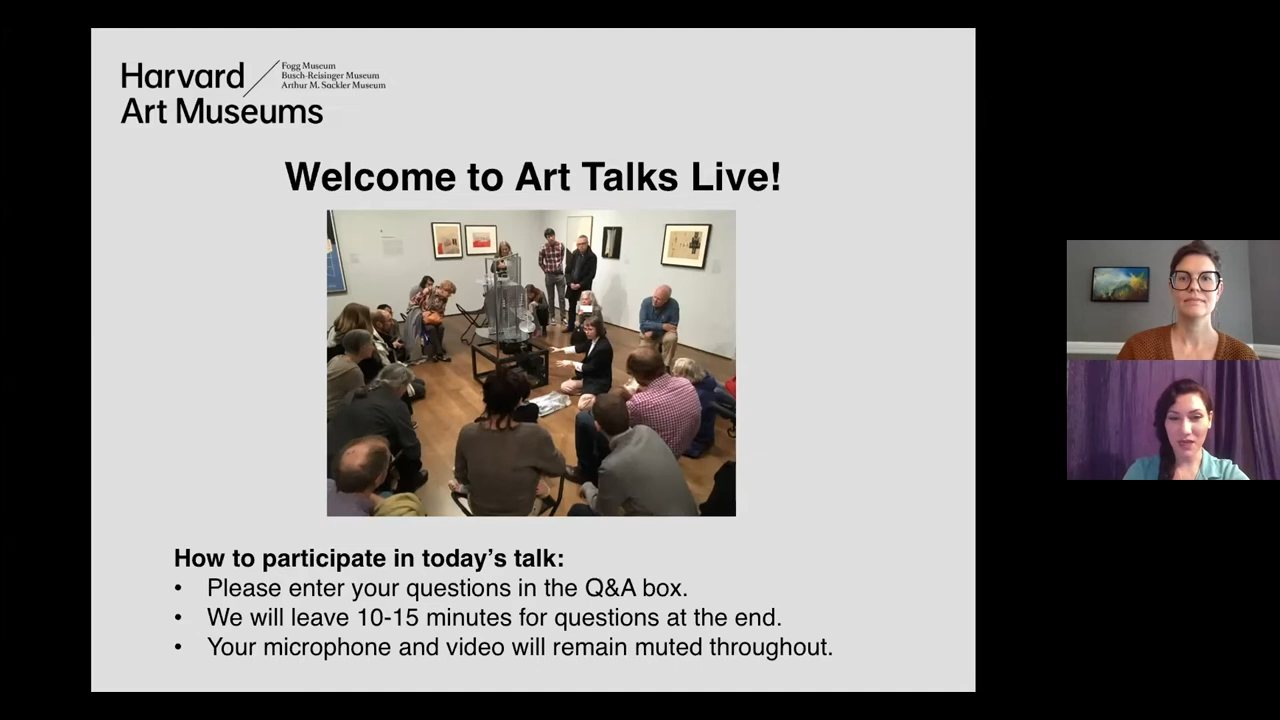 Harvard
Art Museums
Fogg Museum
Busch-Reisinger Museum
Arthur M. Sackler Museum
Welcome to Art Talks Live!
How to participate in today’s talk:
• Please enter your questions in the Q&A box.
• We will leave 10-15 minutes for questions at the end.
• Your microphone and video will remain muted throughout.